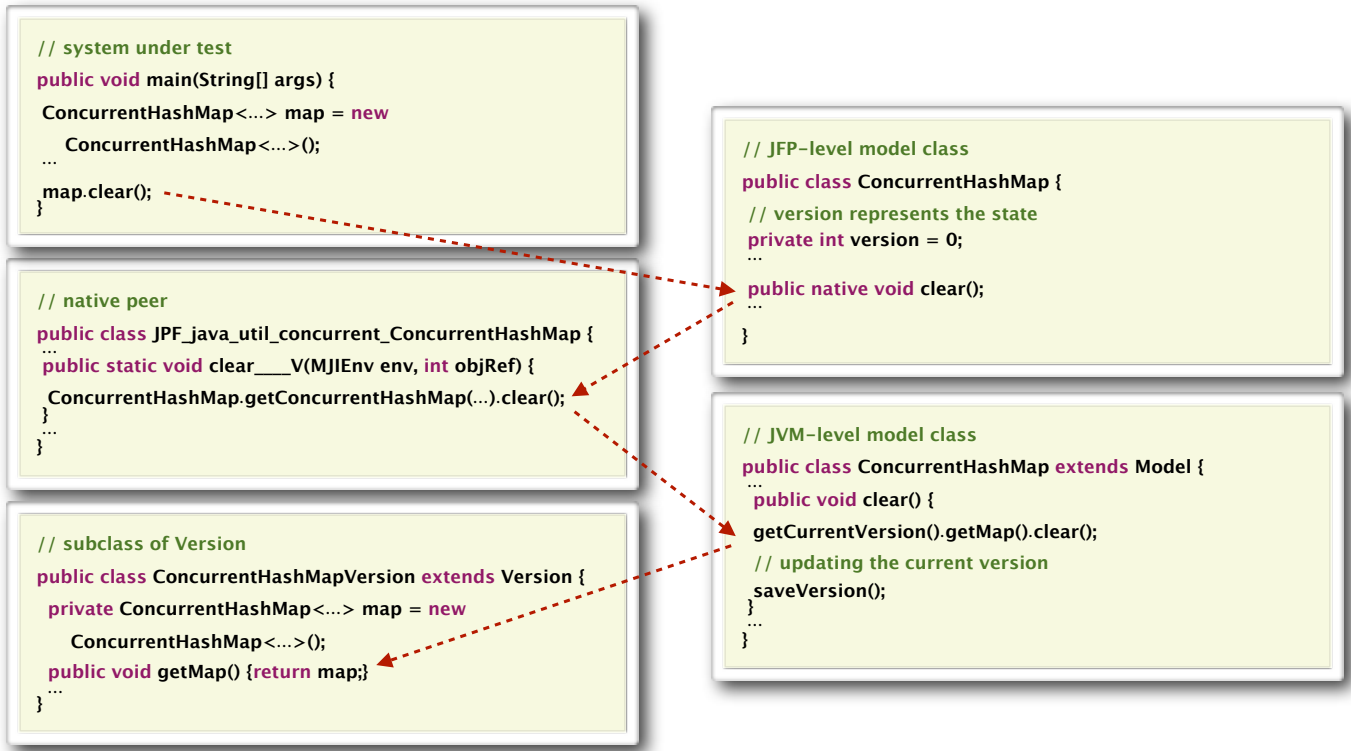 // system under test
public void main(String[] args) {
ConcurrentHashMap<...> map = new
ConcurrentHashMap<...>();
...
map.clear();
}
// native peer
public class JPF_java_util_concurrent_ConcurrentHashMap {
...
public static void clear____V(MJIEnv env, int objRef) {
ConcurrentHashMap.getConcurrentHashMap(...).clear();
}
...
}
// subclass of Version
public class ConcurrentHashMapVersion extends Version {
private ConcurrentHashMap<...> map = new
ConcurrentHashMap<...>();
public void getMap() {return map;}
...
}
// JFP-level model class
public class ConcurrentHashMap {
// version represents the state
private int version = 0;
...
public native void clear();
...
}
// JVM-level model class
public class ConcurrentHashMap extends Model {
...
public void clear() {
getCurrentVersion().getMap().clear();
// updating the current version
saveVersion();
}
...
}